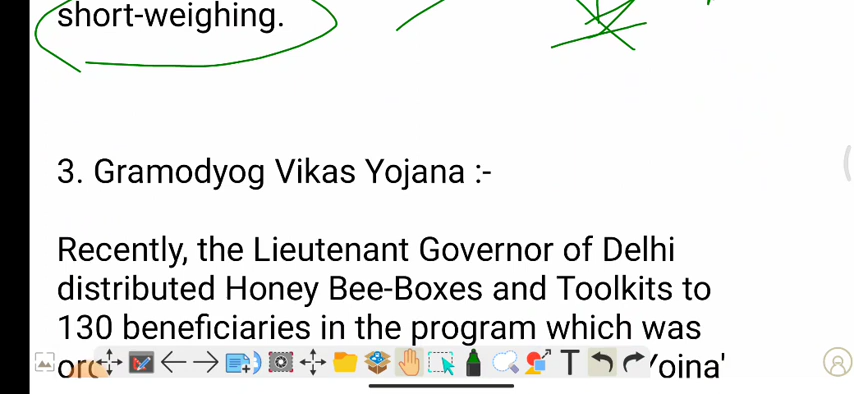 short-weighing.
3. Gramodyog Vikas Yojana :-
Recently, the Lieutenant Governor of Delhi
distributed Honey Bee-Boxes and Toolkits to
130 beneficiaries in the program which was
T